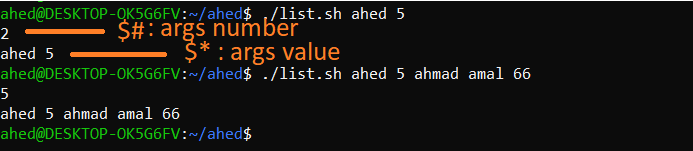 ahed@DESKTOP-OK5G6FV:~/ahed$ ./list.sh ahed 5
2 $# : args number
ahed 5 $* : args value
ahed@DESKTOP-OK5G6FV:~/ahed$ ./list.sh ahed 5 ahmad amal 66
5
ahed 5 ahmad amal 66
ahed@DESKTOP-OK5G6FV:~/ahed$